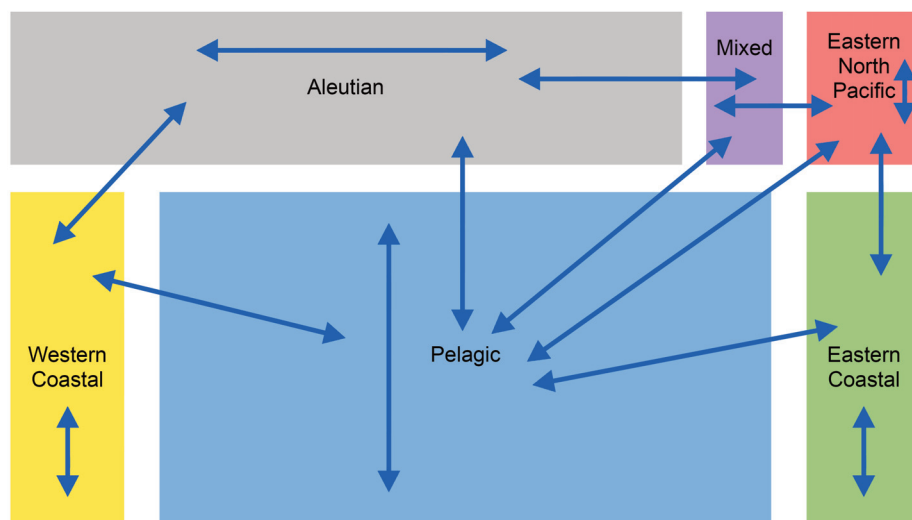 Aleutian
Mixed
Eastern
North
Pacific
Western
Coastal
Pelagic
Eastern
Coastal